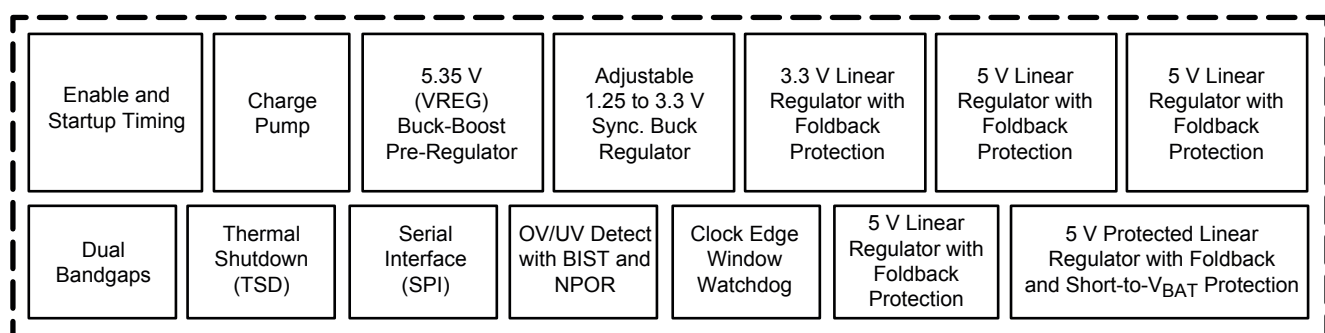 Enable and
Startup Timing
Charge
Pump
5.35 V
(VREG)
Buck-Boost
Pre-Regulator
Adjustable
1.25 to 3.3 V
Sync. Buck
Regulator
3.3 V Linear
Regulator with
Foldback
Protection
5 V Linear
Regulator with
Foldback
Protection
5 V Linear
Regulator with
Foldback
Protection
Dual
Bandgaps
Thermal
Shutdown
(TSD)
Serial
Interface
(SPI)
OV/UV Detect
with BIST and
NPOR
Clock Edge
Window
Watchdog
5 V Linear
Regulator with
Foldback
Protection
5 V Protected Linear
Regulator with Foldback
and Short-to-VBAT Protection